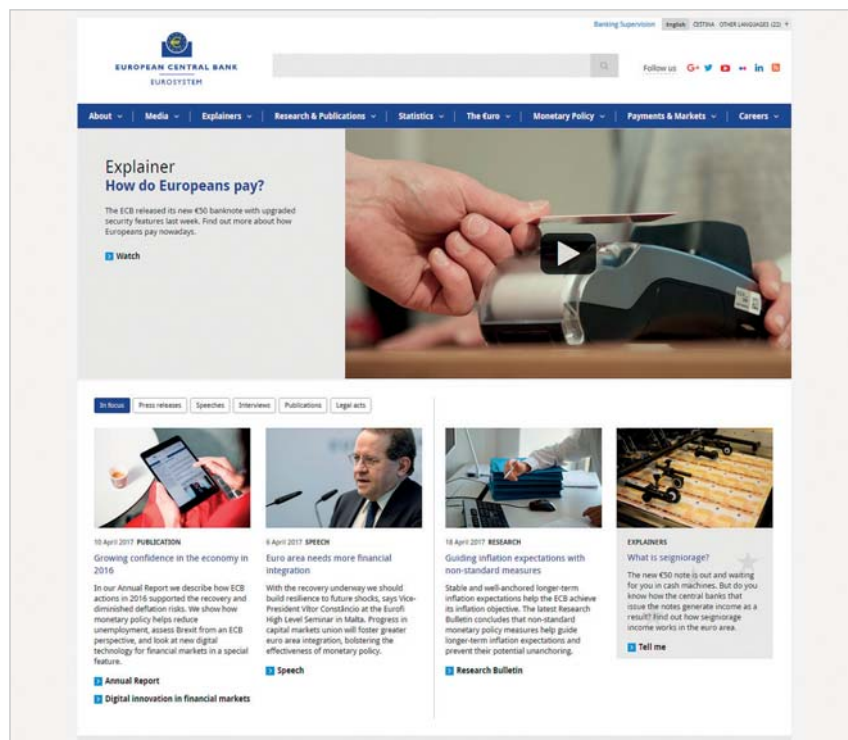 Banking Supervision English ČEŠTINA OTHER LANGUAGES (22) +
EUROPEAN CENTRAL BANK
EUROSYSTEM
Follow us G+ in
About Media Explainers Research & Publications Statistics The €uro Monetary Policy Payments & Markets Careers
Explainer
How do Europeans pay?
The ECB released its new €50 banknote with upgraded
security features last week. Find out more about how
Europeans pay nowadays.
Watch
In focus Press releases Speeches Interviews Publications Legal acts
10 April 2017 PUBLICATION
Growing confidence in the economy in
2016
In our Annual Report we describe how ECB
actions in 2016 supported the recovery and
diminished deflation risks. We show how
monetary policy helps reduce
unemployment, assess Brexit from an ECB
perspective, and look at new digital
technology for financial markets in a special
feature.
Annual Report
Digital innovation in financial markets
6 April 2017 SPEECH
Euro area needs more financial
integration
With the recovery underway we should
build resilience to future shocks, says Vice-
President Vítor Constâncio at the Eurofi
High Level Seminar in Malta. Progress in
capital markets union will foster greater
euro area integration, bolstering the
effectiveness of monetary policy.
Speech
18 April 2017 RESEARCH
Guiding inflation expectations with
non-standard measures
Stable and well-anchored longer-term
inflation expectations help the ECB achieve
its inflation objective. The latest Research
Bulletin concludes that non-standard
monetary policy measures help guide
longer-term inflation expectations and
prevent their potential unanchoring.
Research Bulletin
EXPLAINERS
What is seigniorage?
The new €50 note is out and waiting
for you in cash machines. But do you
know how the central banks that
issue the notes generate income as a
result? Find out how seigniorage
income works in the euro area.
Tell me